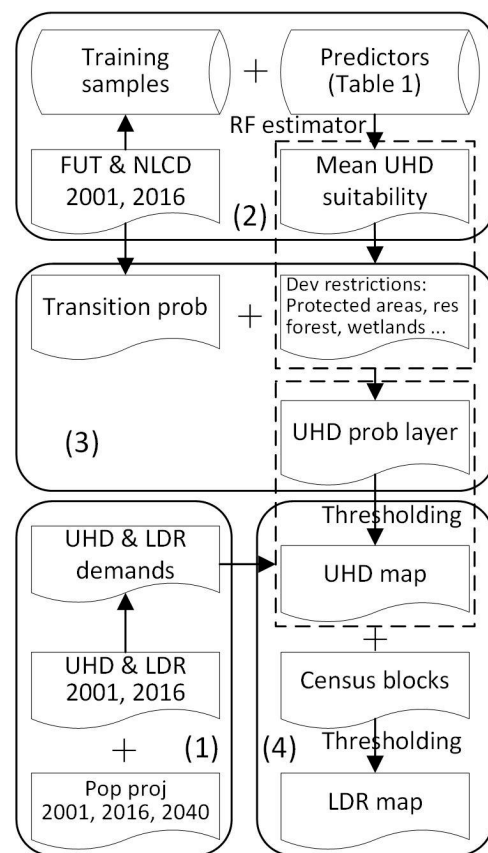 Training
samples
+
Predictors
(Table 1)
RF estimator
FUT & NLCD
2001, 2016
(2)
Mean UHD
suitability
Transition prob
+
Dev restrictions:
Protected areas, res
forest, wetlands ...
(3)
UHD prob layer
Thresholding
UHD & LDR
demands
UHD map
+
UHD & LDR
2001, 2016
Census blocks
+
(1)
(4)
Thresholding
Pop proj
2001, 2016, 2040
LDR map